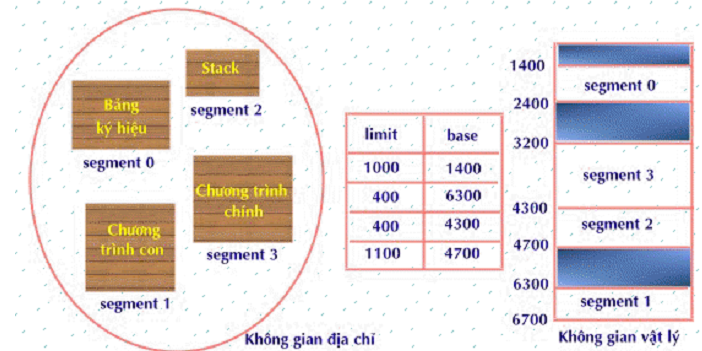 Stack
segment 2
Bảng
ký hiệu
segment 0
Chương trình
chính
segment 3
Chương
trình con
segment 1
Không gian địa chỉ
limit base
1000 1400
400 6300
400 4300
1100 4700
1400
segment 0
2400
3200
segment 3
4300
segment 2
4700
6300
segment 1
6700
Không gian vật lý